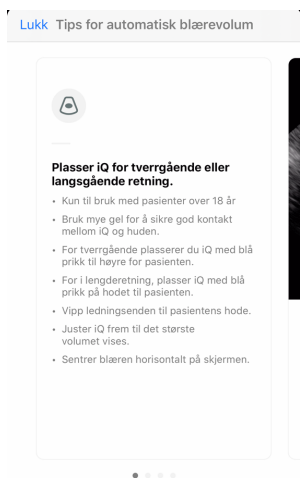 Lukk Tips for automatisk blærevolum
Plasser iQ for tverrgående eller
langsgående retning.
• Kun til bruk med pasienter over 18 år
• Bruk mye gel for å sikre god kontakt
mellom iQ og huden.
• For tverrgående plasserer du iQ med blå
prikk til høyre for pasienten.
• For i lengderetning, plasser iQ med blå
prikk på hodet til pasienten.
• Vipp ledningsenden til pasientens hode.
• Juster iQ frem til det største
volumet vises.
• Sentrer blæren horisontalt på skjermen.